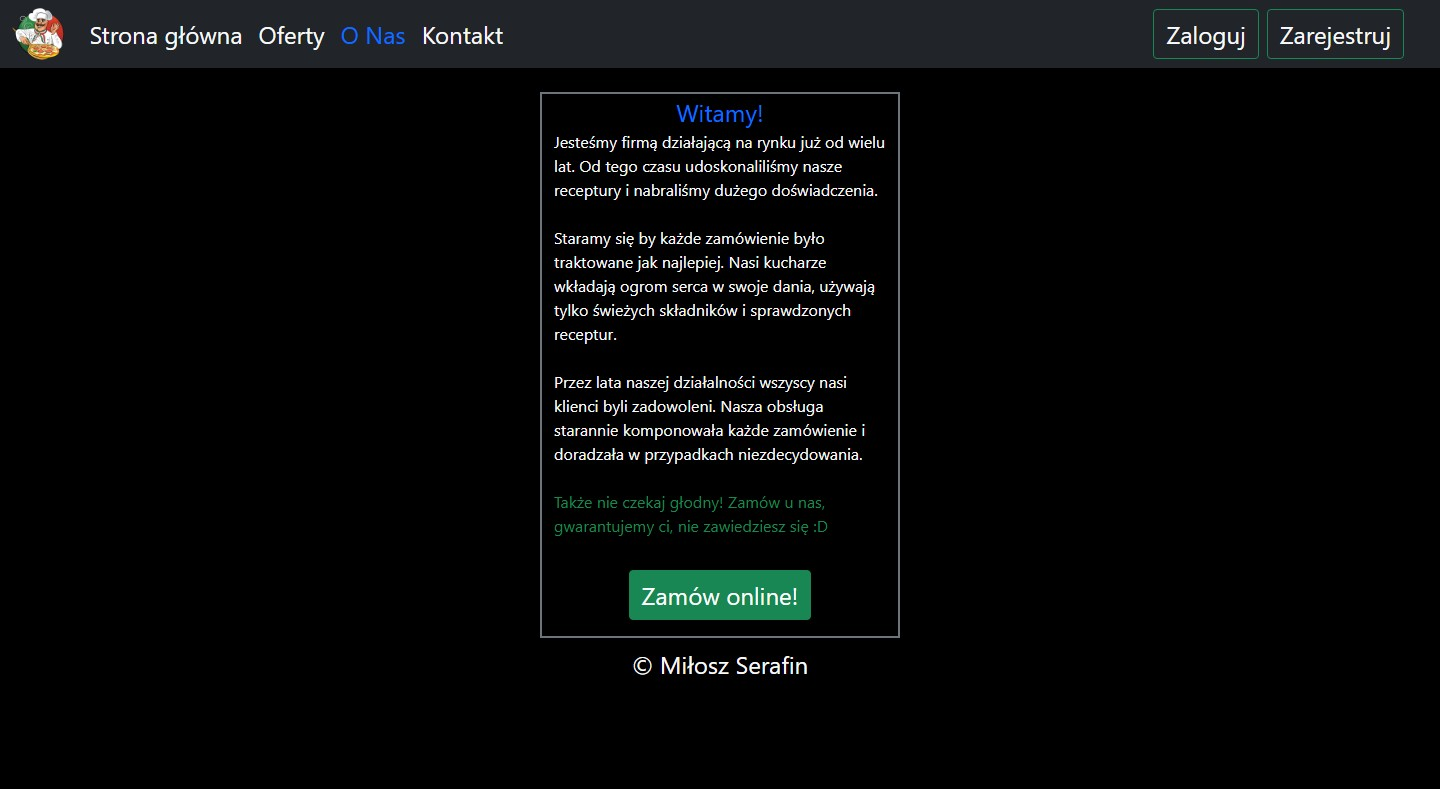 Strona główna Oferty O Nas Kontakt Zaloguj Zarejestruj
Witamy!
Jesteśmy firmą działającą na rynku już od wielu
lat. Od tego czasu udoskonaliliśmy nasze
receptury i nabraliśmy dużego doświadczenia.
Staramy się by każde zamówienie było
traktowane jak najlepiej. Nasi kucharze
wkładają ogrom serca w swoje dania, używają
tylko świeżych składników i sprawdzonych
receptur.
Przez lata naszej działalności wszyscy nasi
klienci byli zadowoleni. Nasza obsługa
starannie komponowała każde zamówienie i
doradzała w przypadkach niezdecydowania.
Także nie czekaj głodny! Zamów u nas,
gwarantujemy ci, nie zawiedziesz się :D
Zamów online!
© Miłosz Serafin